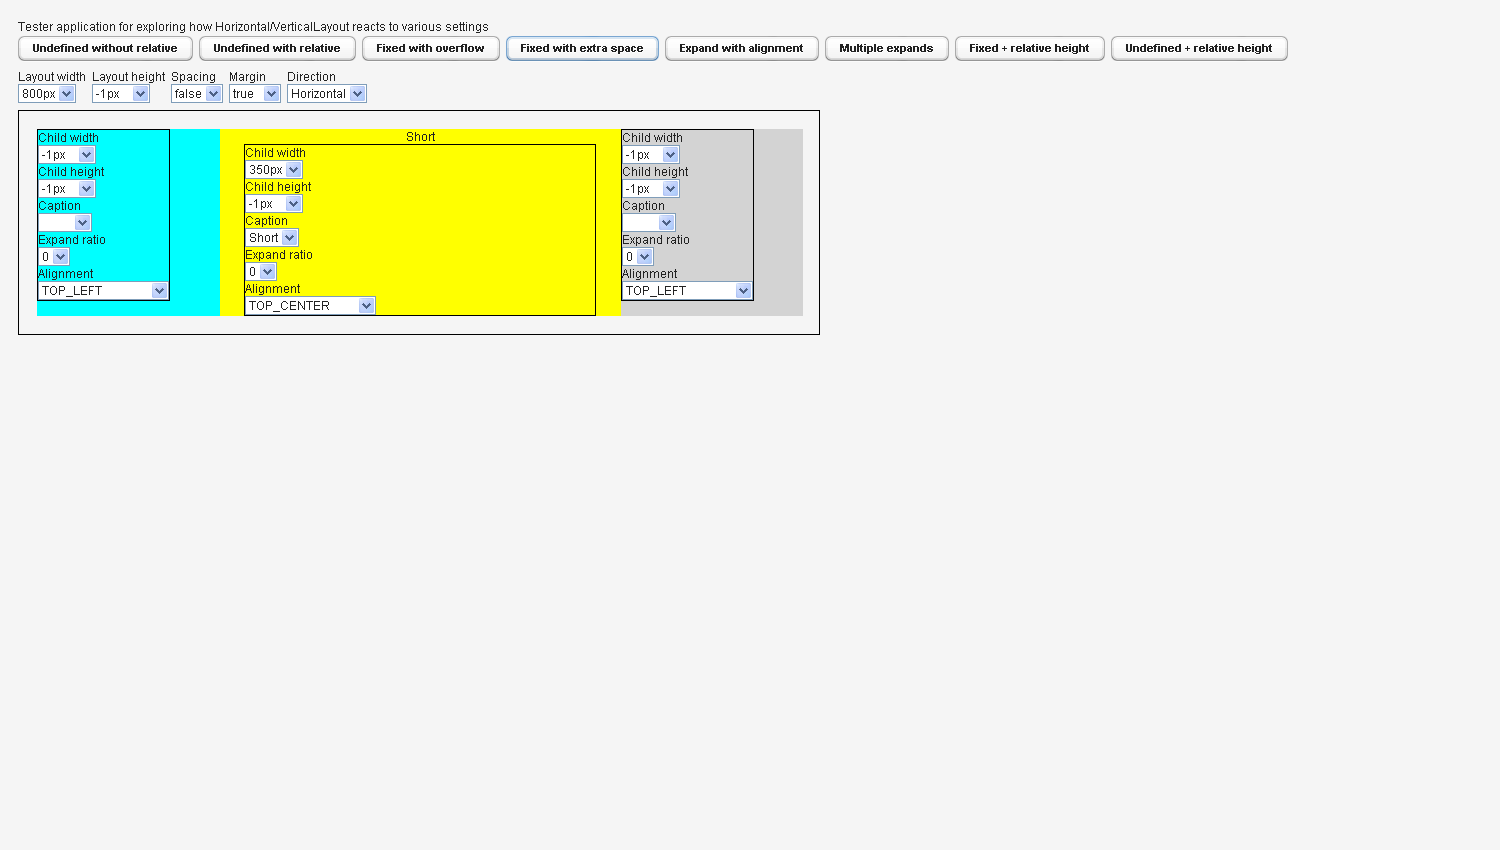 Tester application for exploring how Horizontal/VerticalLayout reacts to various settings
Undefined without relative Undefined with relative Fixed with overflow Fixed with extra space Expand with alignment Multiple expands Fixed + relative height Undefined + relative height
Layout width Layout height Spacing Margin Direction
800px -1px false true Horizontal
Child width
-1px
Child height
-1px
Caption
Expand ratio
0
Alignment
TOP_LEFT
Short
Child width
350px
Child height
-1px
Caption
Short
Expand ratio
0
Alignment
TOP_CENTER
Child width
-1px
Child height
-1px
Caption
Expand ratio
0
Alignment
TOP_LEFT